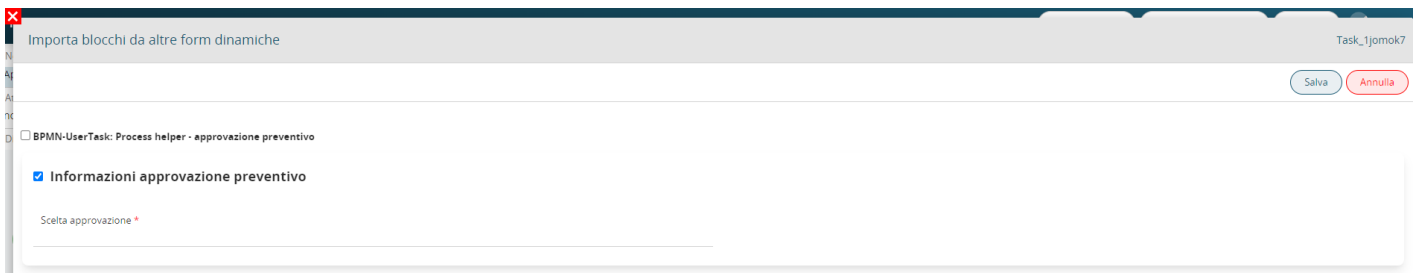 Importa blocchi da altre form dinamiche
Task_1jomok7
Salva
Annulla
BPMN-UserTask: Process helper - approvazione preventivo
Informazioni approvazione preventivo
Scelta approvazione *